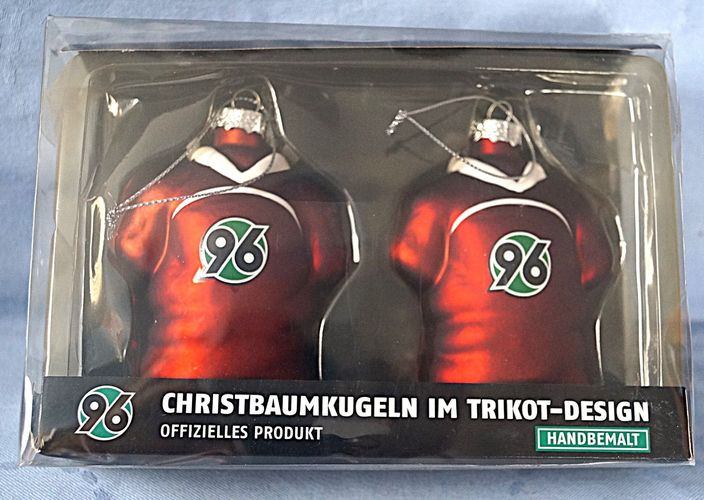 96
96
96
CHRISTBAUMKUGELN IM TRIKOT-DESIGN
OFFIZIELLES PRODUKT
HANDBEMALT